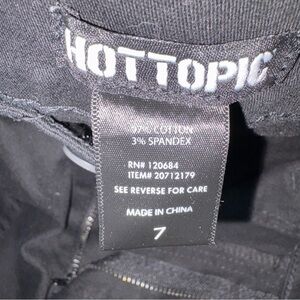 HOTTOPIC
97% COTTON
3% SPANDEX
RN# 120684
ITEM# 20712179
SEE REVERSE FOR CARE
MADE IN CHINA
7